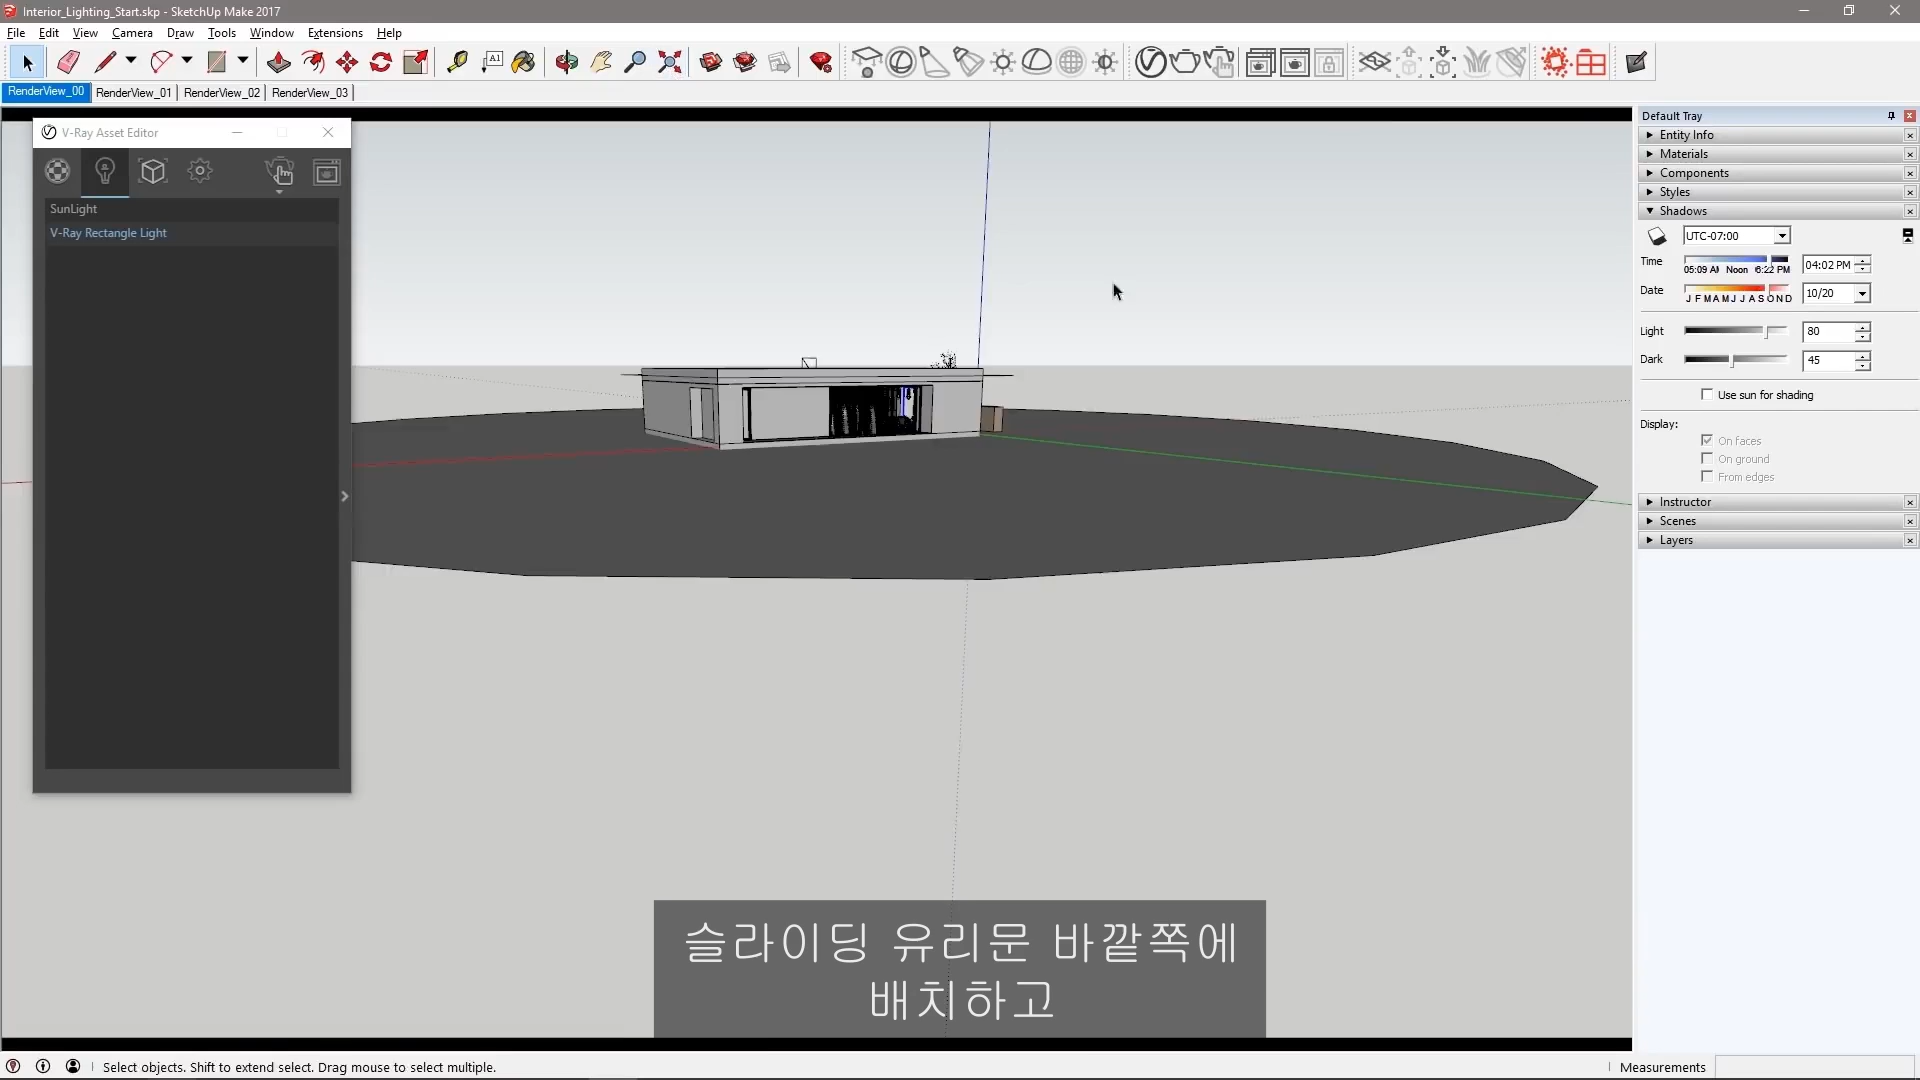 Interior_Lighting_Start.skp - SketchUp Make 2017
File Edit View Camera Draw Tools Window Extensions Help
A1
RenderView_00 RenderView_01 RenderView_02 RenderView_03
V-Ray Asset Editor
SunLight
V-Ray Rectangle Light
Default Tray
Entity Info
Materials
Components
Styles
Shadows
UTC-07:00
Time 05:09 AM Noon 6:22 PM 04:02 PM
Date J F M A M J J A S O N D 10/20
Light 80
Dark 45
Use sun for shading
Display:
On faces
On ground
From edges
Instructor
Scenes
Layers
슬라이딩 유리문 바깥쪽에
배치하고
Select objects. Shift to extend select. Drag mouse to select multiple.
Measurements